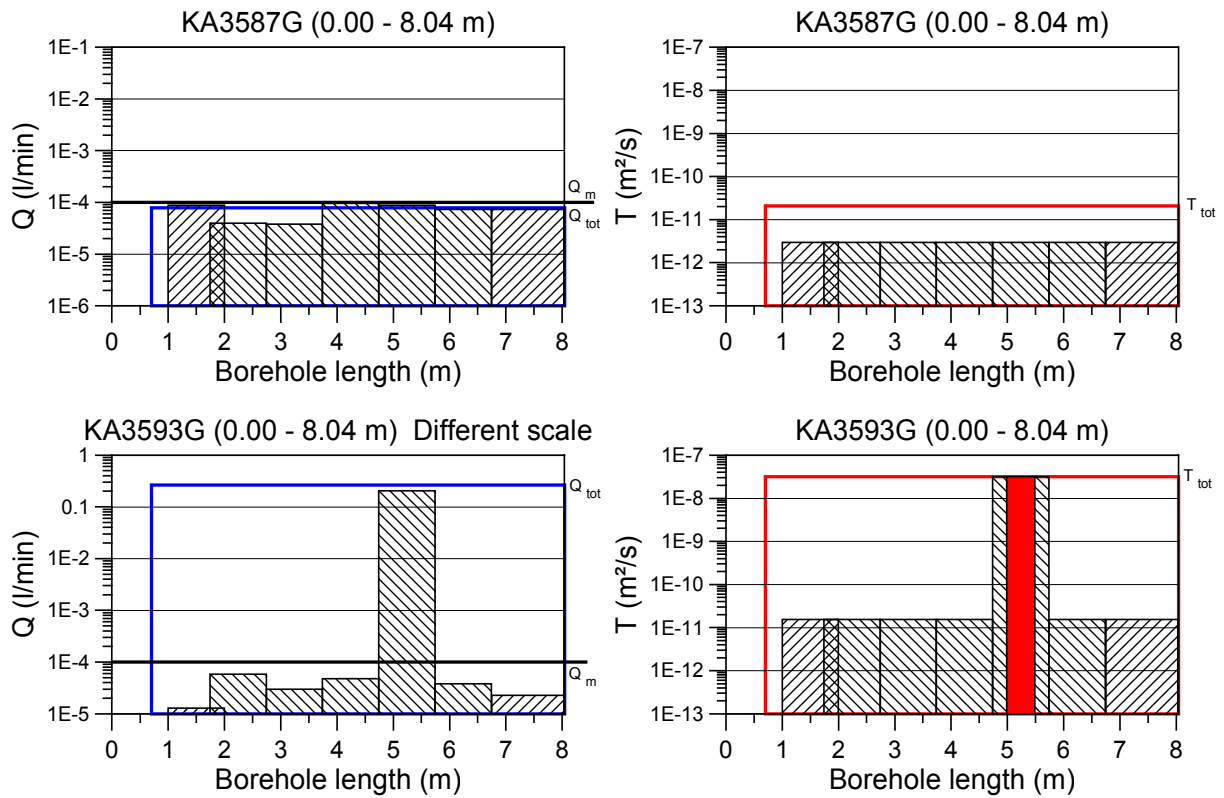 KA3587G (0.00 - 8.04 m)
1E-1
1E-2
1E-3
1E-4
1E-5
1E-6
Q (l/min)
Q m
Q tot
0 1 2 3 4 5 6 7 8
Borehole length (m)
KA3587G (0.00 - 8.04 m)
1E-7
1E-8
1E-9
1E-10
1E-11
1E-12
1E-13
T (m²/s)
T tot
0 1 2 3 4 5 6 7 8
Borehole length (m)
KA3593G (0.00 - 8.04 m) Different scale
1
0.1
1E-2
1E-3
1E-4
1E-5
Q (l/min)
Q tot
Q m
0 1 2 3 4 5 6 7 8
Borehole length (m)
KA3593G (0.00 - 8.04 m)
1E-7
1E-8
1E-9
1E-10
1E-11
1E-12
1E-13
T (m²/s)
T tot
0 1 2 3 4 5 6 7 8
Borehole length (m)